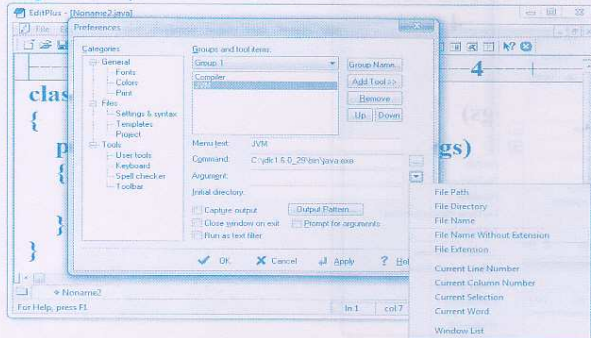 EditPlus - [Noname2.java]
File
Preferences
Categories
General
Fonts
Colors
Print
Files
Settings & syntax
Templates
Project
Tools
User tools
Keyboard
Spell checker
Toolbar
Groups and tool items:
Group 1
Compiler
JVM
Group Name...
Add Tool >>
Remove
Up Down
Menu text: JVM
Command: C:\jdk1.6.0_29\bin\java.exe
Argument:
Initial directory:
Capture output
Output Pattern...
Close window on exit
Prompt for arguments
Run as text filter
OK
Cancel
Apply
4
clas
{
p gs)
{
}
}
Noname2
For Help, press F1
ln 1 col 7
File Path
File Directory
File Name
File Name Without Extension
File Extension
Current Line Number
Current Column Number
Current Selection
Current Word
Window List